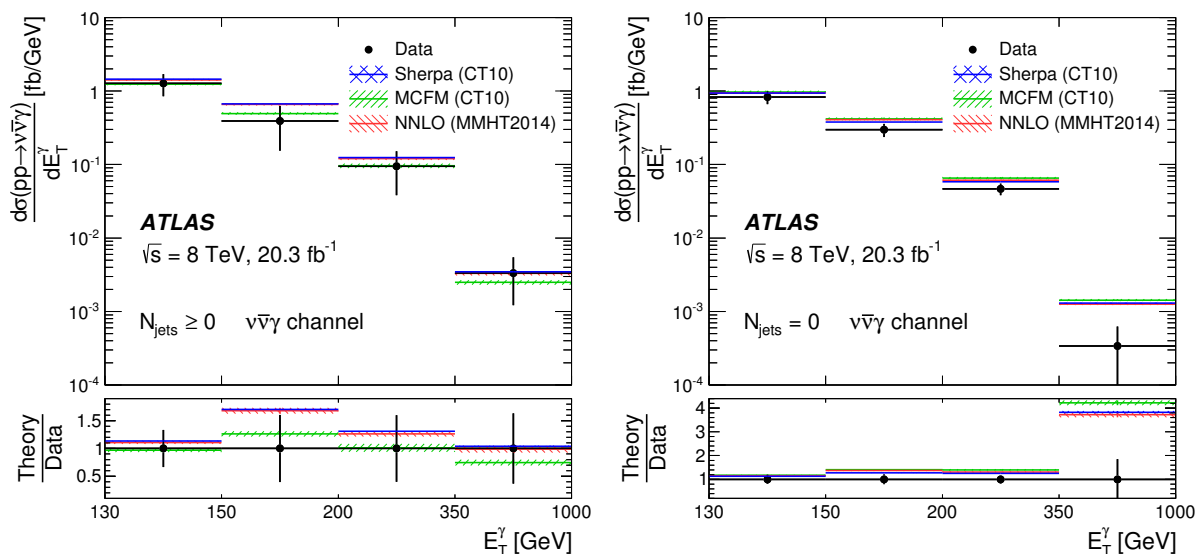 dσ(pp→νν̄γ) [fb/GeV]
dE_T^γ
10
1
10⁻¹
10⁻²
10⁻³
10⁻⁴
Data
Sherpa (CT10)
MCFM (CT10)
NNLO (MMHT2014)
ATLAS
√s = 8 TeV, 20.3 fb⁻¹
N_jets ≥ 0 νν̄γ channel
Theory
Data
1.5
1
0.5
130 150 200 350 1000
E_T^γ [GeV]
dσ(pp→νν̄γ) [fb/GeV]
dE_T^γ
10
1
10⁻¹
10⁻²
10⁻³
10⁻⁴
Data
Sherpa (CT10)
MCFM (CT10)
NNLO (MMHT2014)
ATLAS
√s = 8 TeV, 20.3 fb⁻¹
N_jets = 0 νν̄γ channel
Theory
Data
4
3
2
1
130 150 200 350 1000
E_T^γ [GeV]